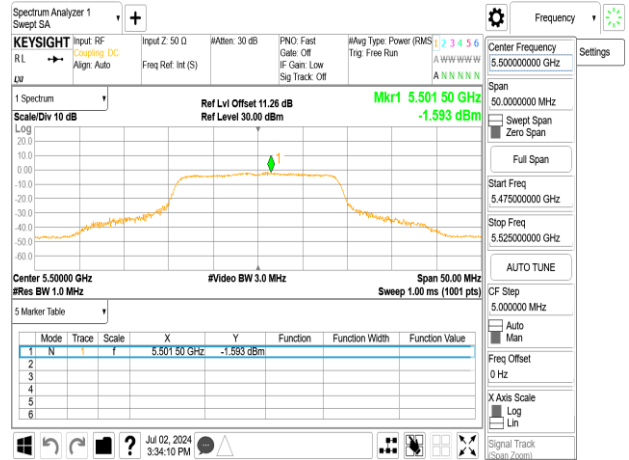 Spectrum Analyzer 1
Swept SA
Frequency
KEYSIGHT
Input: RF
Coupling: DC
Align: Auto
Input Z: 50 Ω
Freq Ref: Int (S)
#Atten: 30 dB
PNO: Fast
Gate: Off
IF Gain: Low
Sig Track: Off
#Avg Type: Power (RMS
Trig: Free Run
1 2 3 4 5 6
A W W W W W
A N N N N N
R L
LXI
1 Spectrum
Scale/Div 10 dB
Ref Lvl Offset 11.26 dB
Ref Level 30.00 dBm
Mkr1 5.501 50 GHz
-1.593 dBm
Log
20.0
10.0
0.00
-10.0
-20.0
-30.0
-40.0
-50.0
-60.0
1
Center 5.50000 GHz
#Res BW 1.0 MHz
#Video BW 3.0 MHz
Span 50.00 MHz
Sweep 1.00 ms (1001 pts)
5 Marker Table
Mode Trace Scale X Y Function Function Width Function Value
1 N 1 f 5.501 50 GHz -1.593 dBm
2
3
4
5
6
?
Jul 02, 2024
3:34:10 PM
Center Frequency
5.500000000 GHz
Settings
Span
50.0000000 MHz
Swept Span
Zero Span
Full Span
Start Freq
5.475000000 GHz
Stop Freq
5.525000000 GHz
AUTO TUNE
CF Step
5.000000 MHz
Auto
Man
Freq Offset
0 Hz
X Axis Scale
Log
Lin
Signal Track
(Span Zoom)